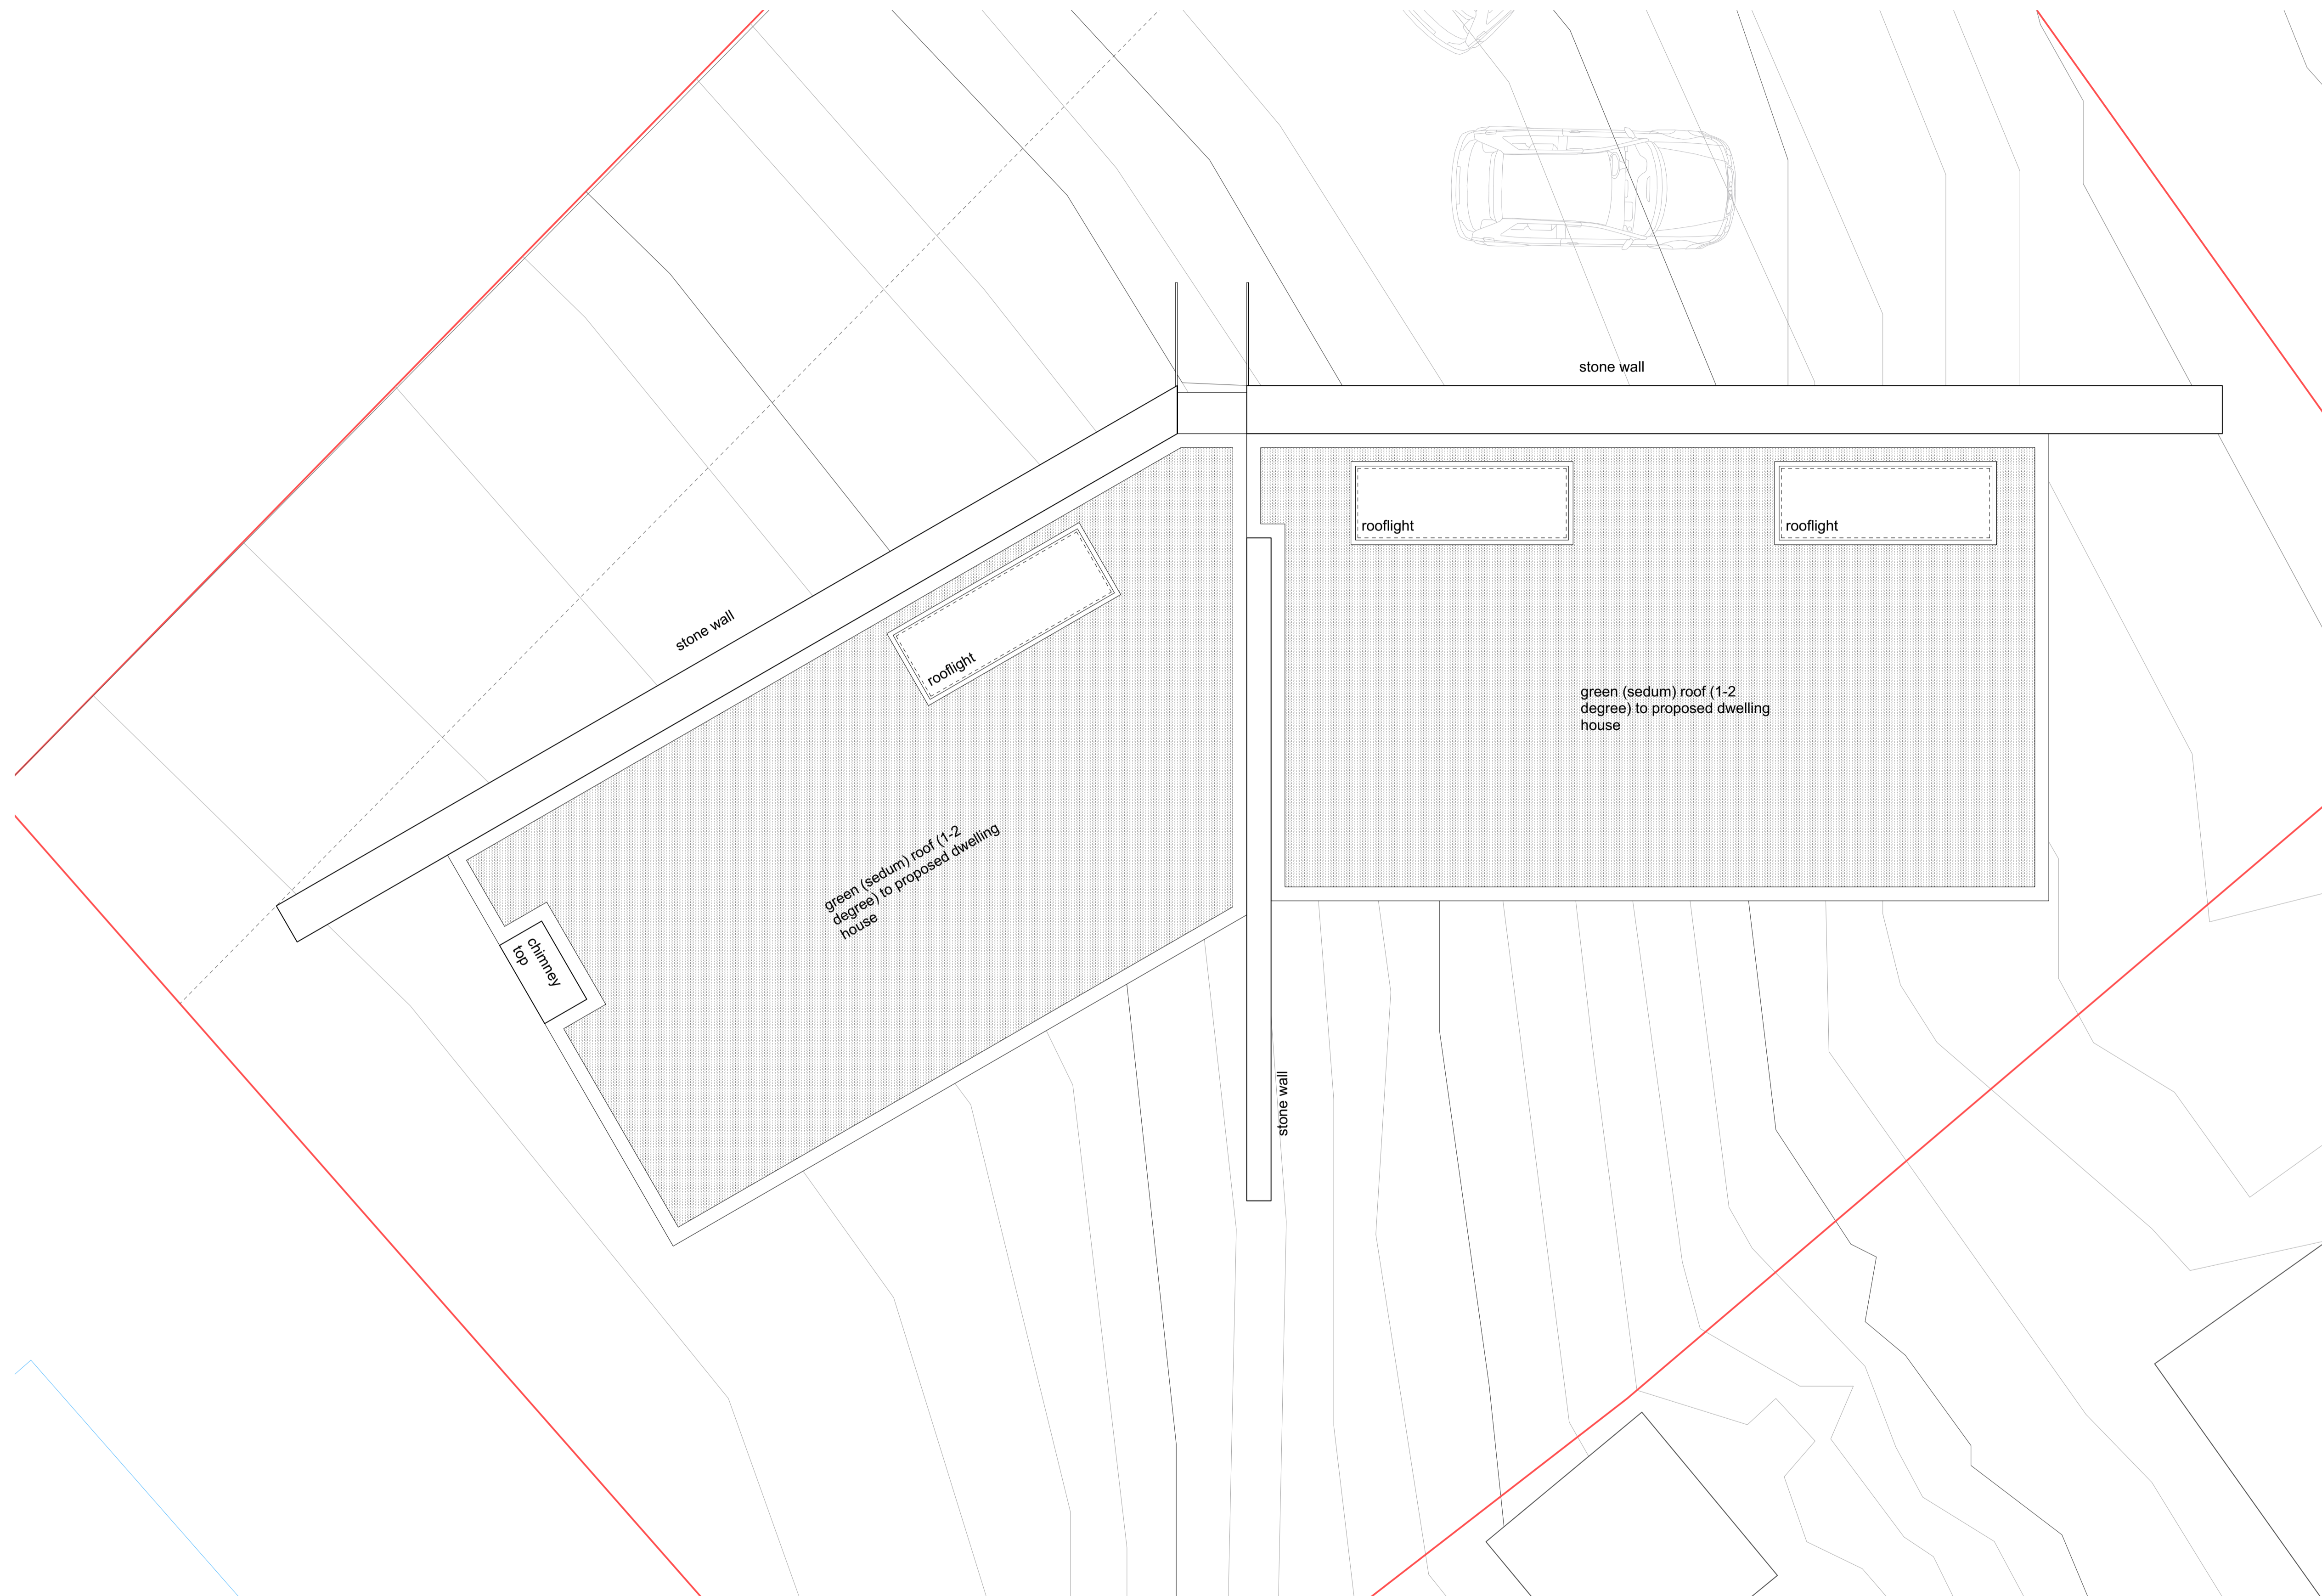 stone wall
rooflight
rooflight
stone wall
rooflight
green (sedum) roof (1-2
degree) to proposed dwelling
house
green (sedum) roof (1-2
degree) to proposed dwelling
house
chimney
top
stone wall